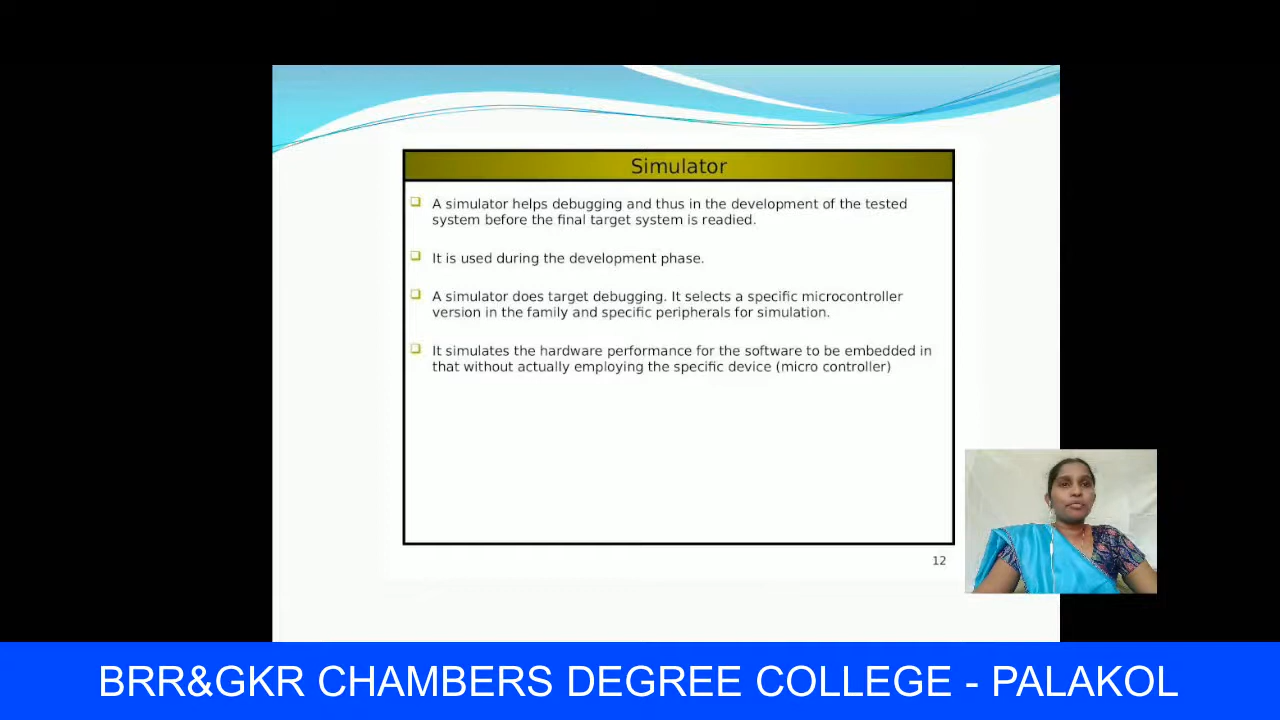 Simulator
A simulator helps debugging and thus in the development of the tested
system before the final target system is readied.
It is used during the development phase.
A simulator does target debugging. It selects a specific microcontroller
version in the family and specific peripherals for simulation.
It simulates the hardware performance for the software to be embedded in
that without actually employing the specific device (micro controller)
12
BRR&GKR CHAMBERS DEGREE COLLEGE - PALAKOL